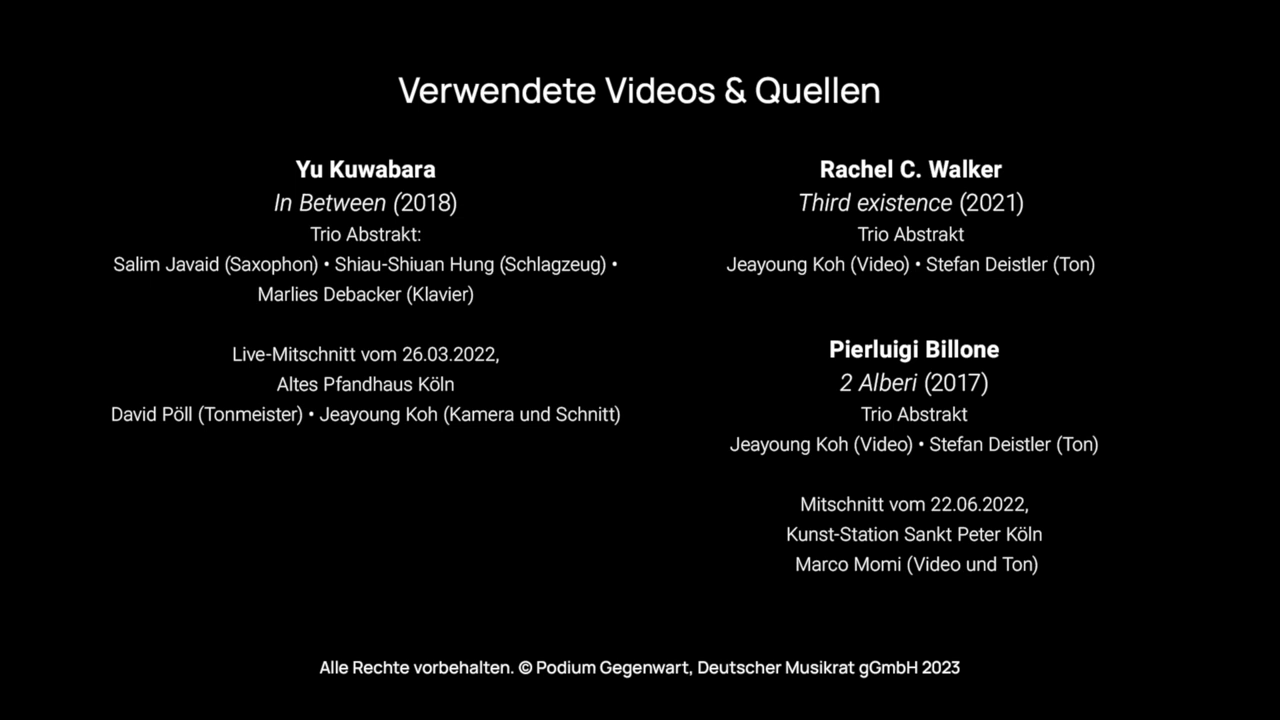 Verwendete Videos & Quellen
Yu Kuwabara
In Between (2018)
Trio Abstrakt:
Salim Javaid (Saxophon) • Shiau-Shiuan Hung (Schlagzeug) •
Marlies Debacker (Klavier)
Live-Mitschnitt vom 26.03.2022,
Altes Pfandhaus Köln
David Pöll (Tonmeister) • Jeayoung Koh (Kamera und Schnitt)
Rachel C. Walker
Third existence (2021)
Trio Abstrakt
Jeayoung Koh (Video) • Stefan Deistler (Ton)
Pierluigi Billone
2 Alberi (2017)
Trio Abstrakt
Jeayoung Koh (Video) • Stefan Deistler (Ton)
Mitschnitt vom 22.06.2022,
Kunst-Station Sankt Peter Köln
Marco Momi (Video und Ton)
Alle Rechte vorbehalten. © Podium Gegenwart, Deutscher Musikrat gGmbH 2023